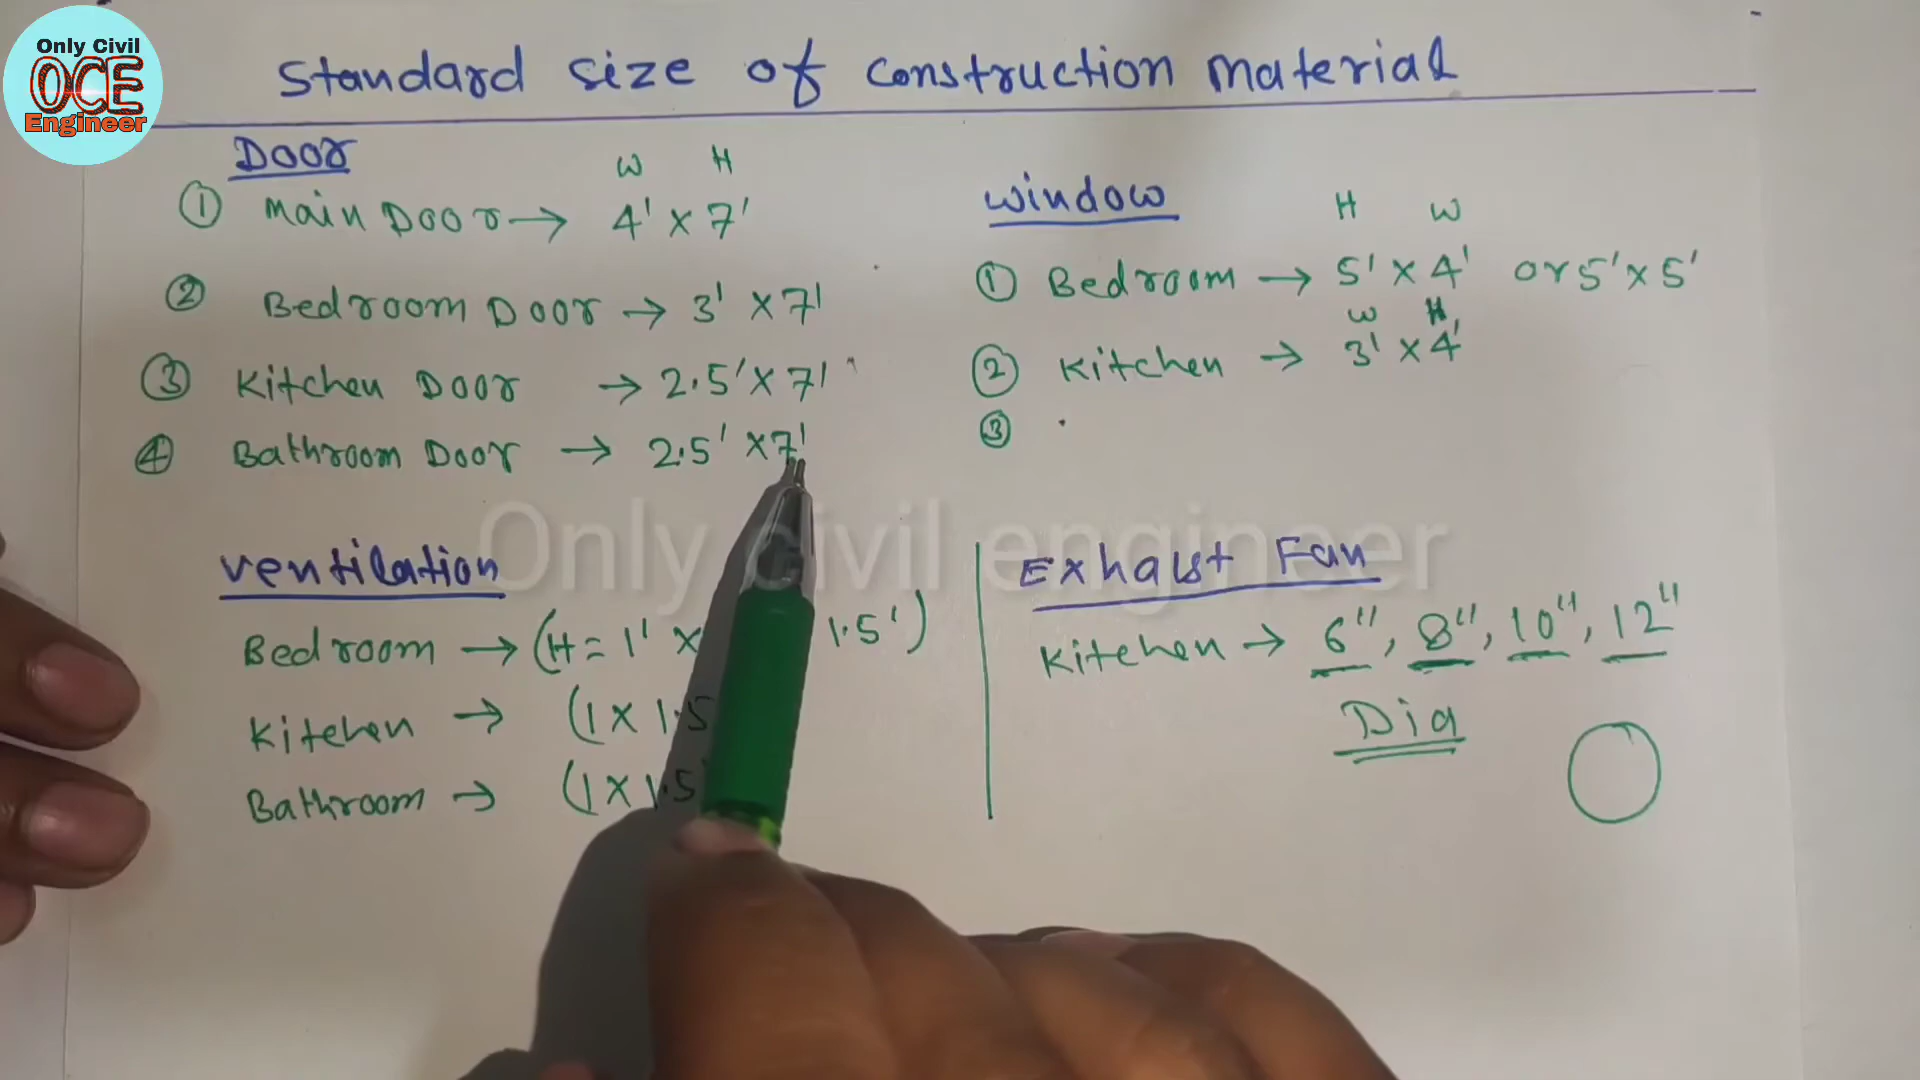 Only Civil
OCE
Engineer
Standard size of construction material
Door
W H
① Main Door → 4' x 7'
② Bedroom Door → 3' x 7'
③ Kitchen Door → 2.5' x 7'
④ Bathroom Door → 2.5' x 7'
Window
H W
① Bedroom → 5' x 4' or 5' x 5'
W H
② Kitchen → 3' x 4'
③
Only civil engineer
Ventilation
Bedroom → (H = 1' x 1.5')
Kitchen → (1 x 1.5
Bathroom → (1 x 1.5'
Exhaust Fan
Kitchen → 6", 8", 10", 12"
Dia